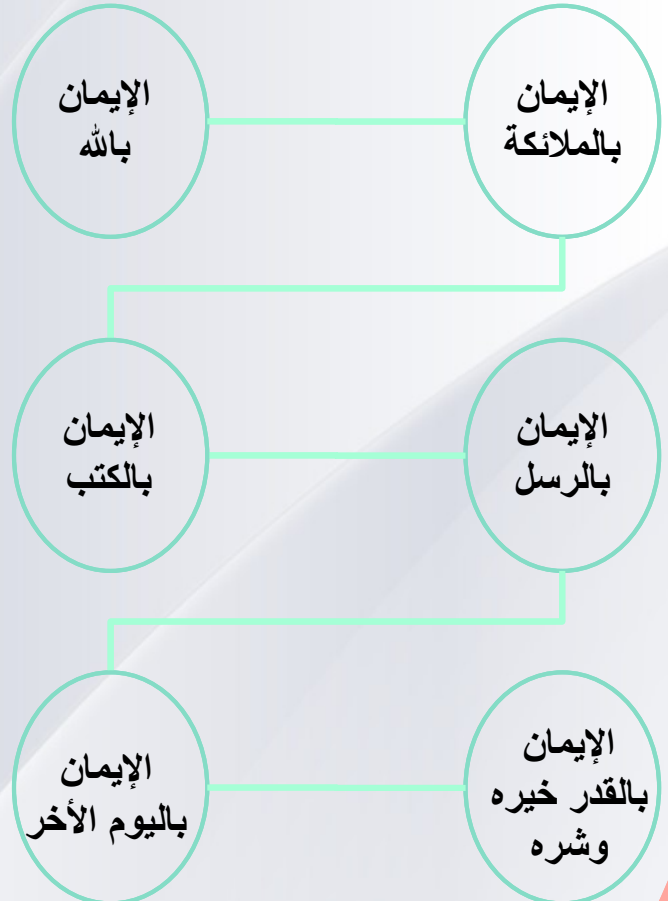 الإيمان
بالله
الإيمان
بالملائكة
الإيمان
بالكتب
الإيمان
بالرسل
الإيمان
باليوم الأخر
الإيمان
بالقدر خيره
وشره